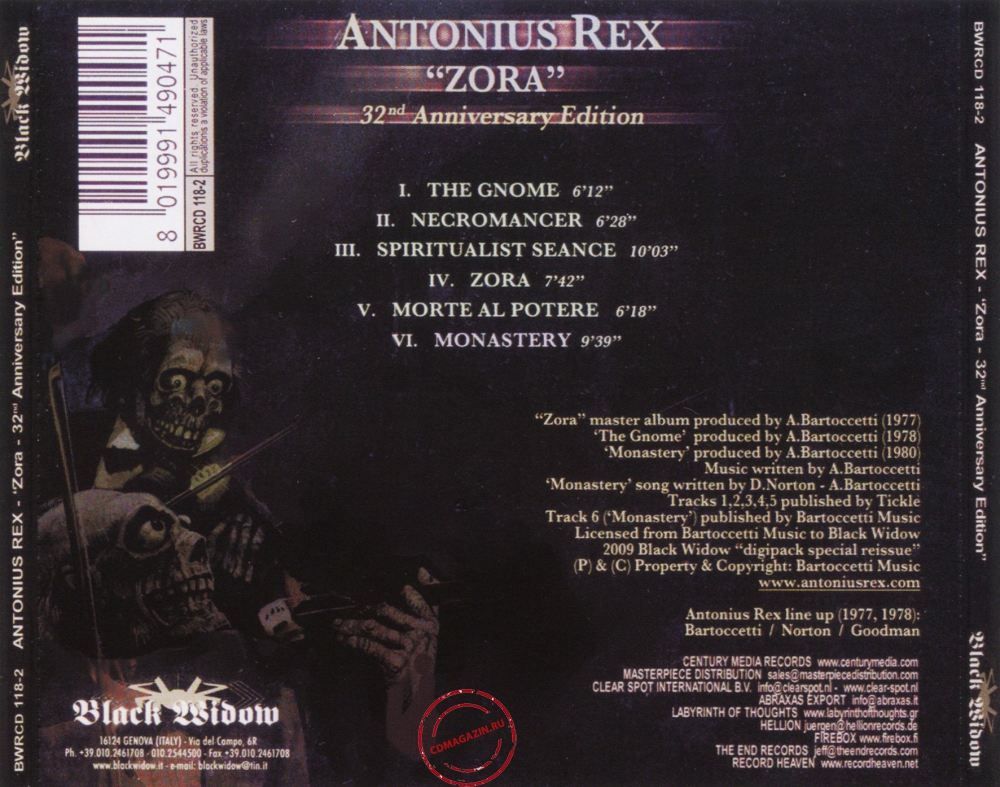 ANTONIUS REX
“ZORA”
32nd Anniversary Edition
I. THE GNOME 6’12”
II. NECROMANCER 6’28”
III. SPIRITUALIST SEANCE 10’03”
IV. ZORA 7’42”
V. MORTE AL POTERE 6’18”
VI. MONASTERY 9’39”
“Zora” master album produced by A.Bartoccetti (1977)
‘The Gnome’ produced by A.Bartoccetti (1978)
‘Monastery’ produced by A.Bartoccetti (1980)
Music written by A.Bartoccetti
‘Monastery’ song written by D.Norton - A.Bartoccetti
Tracks 1,2,3,4,5 published by Tickle
Track 6 (‘Monastery’) published by Bartoccetti Music
Licensed from Bartoccetti Music to Black Widow
2009 Black Widow “digipack special reissue”
(P) & (C) Property & Copyright: Bartoccetti Music
www.antoniusrex.com
Antonius Rex line up (1977, 1978):
Bartoccetti / Norton / Goodman
CENTURY MEDIA RECORDS www.centurymedia.com
MASTERPIECE DISTRIBUTION sales@masterpiecedistribution.com
CLEAR SPOT INTERNATIONAL B.V. info@clearspot.nl - www.clear-spot.nl
ABRAXAS EXPORT info@abraxas.it
LABYRINTH OF THOUGHTS www.labyrinthofthoughts.gr
HELLION juergen@hellionrecords.de
FIREBOX www.firebox.fi
THE END RECORDS jeff@theendrecords.com
RECORD HEAVEN www.recordheaven.net
Black Widow
16124 GENOVA (ITALY) - Via del Campo, 6R
Ph. +39.010.2461708 - 010.2544500 - Fax +39.010.2461708
www.blackwidow.it - e-mail: blackwidow@tin.it
CDMAGAZIN.RU
8 019991 490471
BWRCD 118-2
All rights reserved. Unauthorized
duplicationis a violation of applicable laws
BWRCD 118-2 ANTONIUS REX - “Zora - 32nd Anniversary Edition”
Black Widow
BWRCD 118-2 ANTONIUS REX - “Zora - 32nd Anniversary Edition”
Black Widow